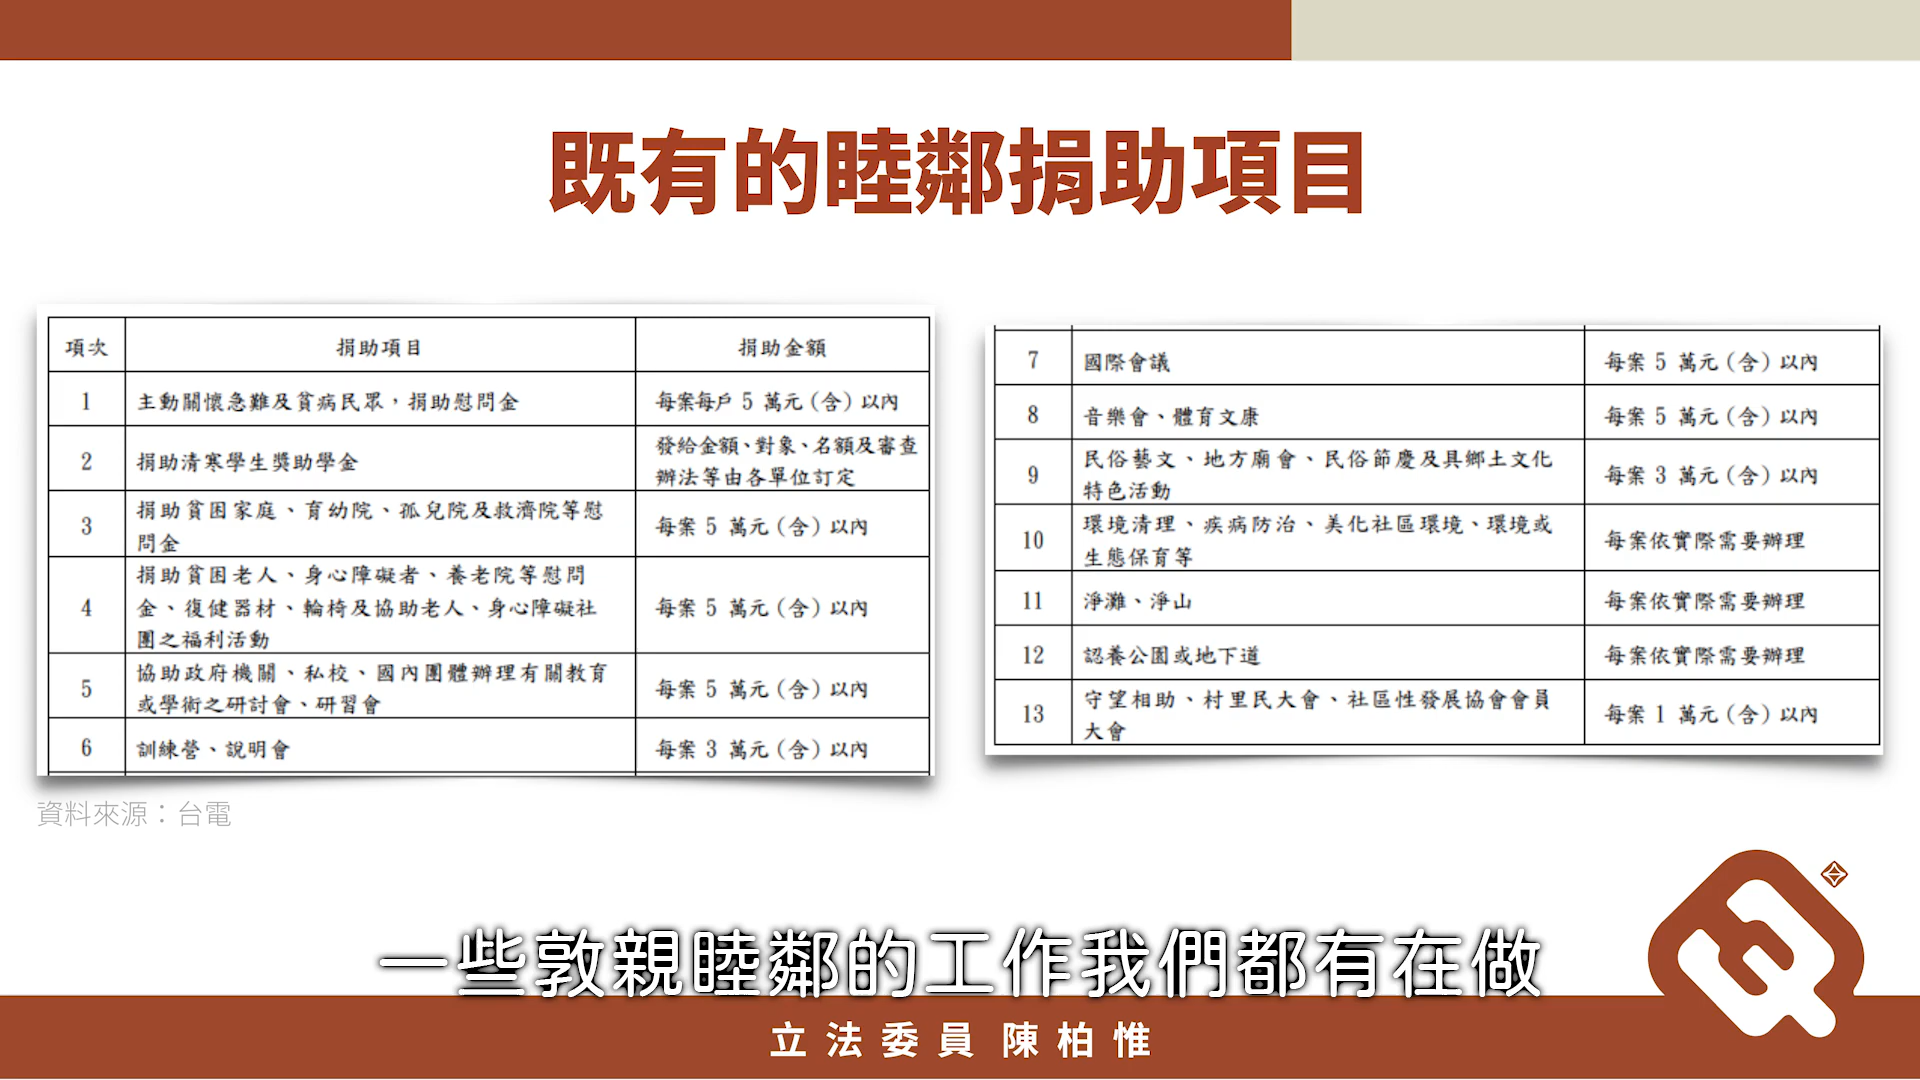 既有的睦鄰捐助項目
項次 捐助項目 捐助金額
1 主動關懷急難及貧病民眾，捐助慰問金 每案每戶 5 萬元（含）以內
2 捐助清寒學生獎助學金 發給金額、對象、名額及審查
辦法等由各單位訂定
3 捐助貧困家庭、育幼院、孤兒院及救濟院等慰
問金 每案 5 萬元（含）以內
4 捐助貧困老人、身心障礙者、養老院等慰問
金、復健器材、輪椅及協助老人、身心障礙社
團之福利活動 每案 5 萬元（含）以內
5 協助政府機關、私校、國內團體辦理有關教育
或學術之研討會、研習會 每案 5 萬元（含）以內
6 訓練營、說明會 每案 3 萬元（含）以內
7 國際會議 每案 5 萬元（含）以內
8 音樂會、體育文康 每案 5 萬元（含）以內
9 民俗藝文、地方廟會、民俗節慶及具鄉土文化
特色活動 每案 3 萬元（含）以內
10 環境清理、疾病防治、美化社區環境、環境或
生態保育等 每案依實際需要辦理
11 淨灘、淨山 每案依實際需要辦理
12 認養公園或地下道 每案依實際需要辦理
13 守望相助、村里民大會、社區性發展協會會員
大會 每案 1 萬元（含）以內
資料來源：台電
一些敦親睦鄰的工作我們都有在做
立法委員 陳柏惟